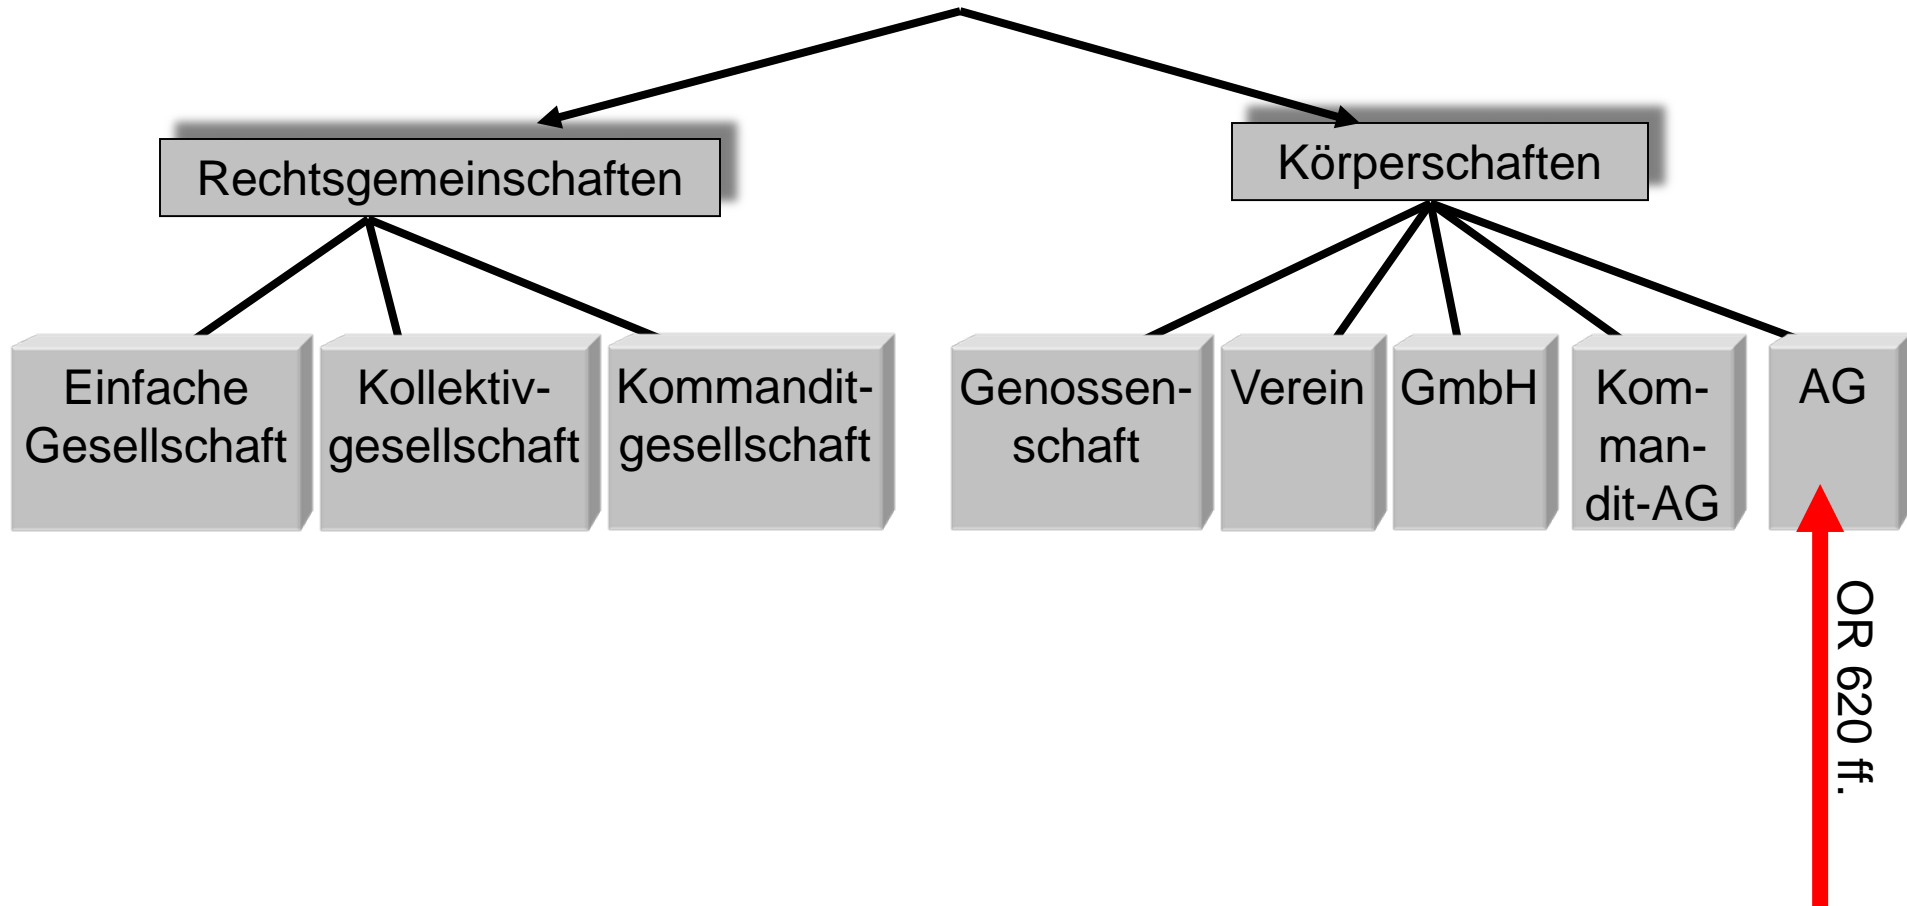 Rechtsgemeinschaften
Körperschaften
Einfache
Gesellschaft
Kollektiv-
gesellschaft
Kommandit-
gesellschaft
Genossen-
schaft
Verein
GmbH
Kom-
man-
dit-AG
AG
OR 620 ff.